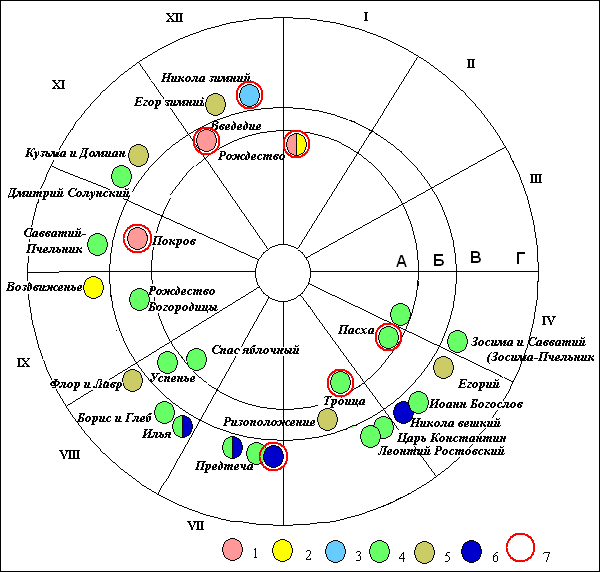 XII
I
XI
II
Никола зимний
Егор зимний
Введедие
Рождество
Кузьма и Домиан
Дмитрий Солунский
III
Савватий-
Пчельник
Покров
А Б В Г
Воздвиженье
Рождество
Богородицы
IV
Пасха
Зосима и Савватий
(Зосима-Пчельник
Спас яблочный
IX
Успенье
Флор и Лавр
Егорий
Троица
Иоанн Богослов
Борис и Глеб
Ризоположение
Никола вешкий
Илья
Царь Константин
VIII
Леонтий Ростовский
Предтеча
VII
1 2 3 4 5 6 7